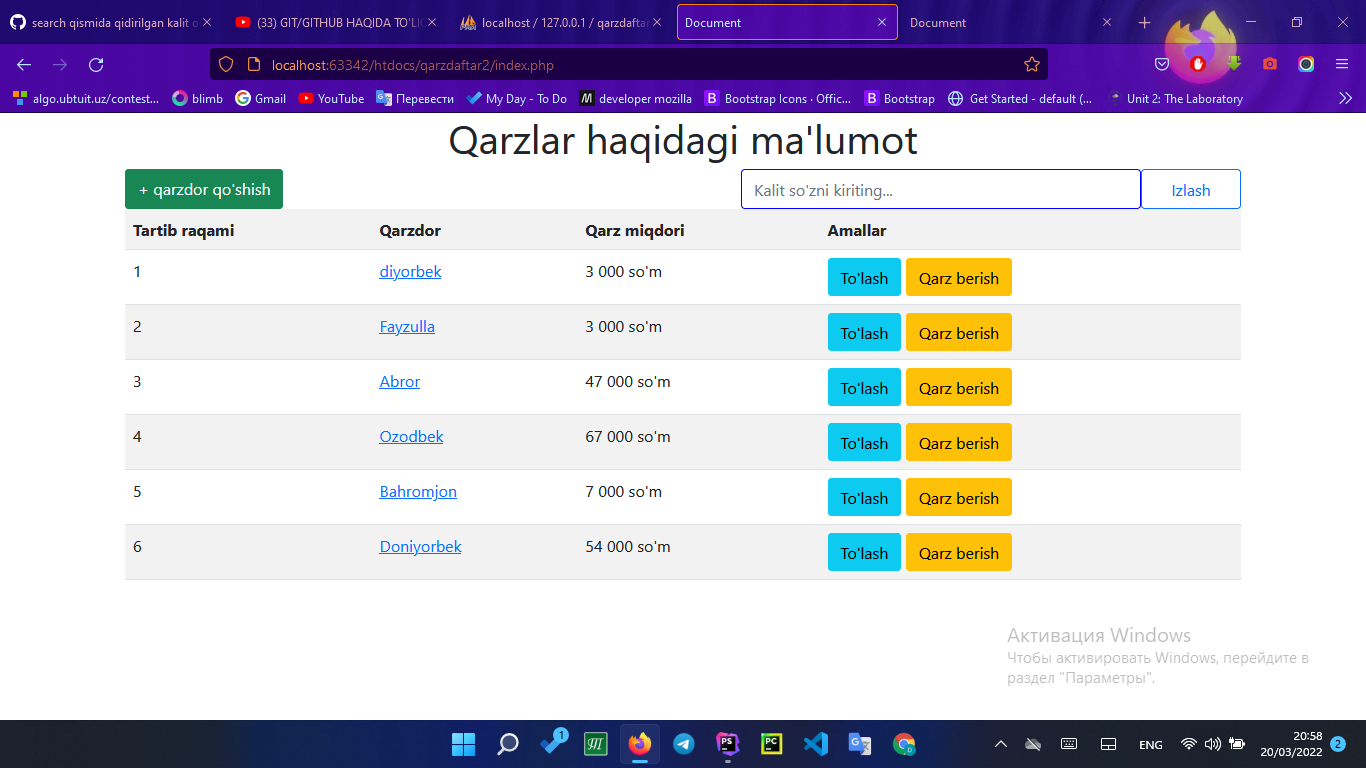 search qismida qidirilgan kalit o
(33) GIT/GITHUB HAQIDA TO'LIQ
localhost / 127.0.0.1 / qarzdaftar
Document
Document
localhost:63342/htdocs/qarzdaftar2/index.php
algo.ubtuit.uz/contest...
blimb
Gmail
YouTube
Перевести
My Day - To Do
developer mozilla
Bootstrap Icons · Offic...
Bootstrap
Get Started - default (...
Unit 2: The Laboratory
Qarzlar haqidagi ma'lumot
+ qarzdor qo'shish
Kalit so'zni kiriting...
Izlash
Tartib raqami Qarzdor Qarz miqdori Amallar
1 diyorbek 3 000 so'm To'lash Qarz berish
2 Fayzulla 3 000 so'm To'lash Qarz berish
3 Abror 47 000 so'm To'lash Qarz berish
4 Ozodbek 67 000 so'm To'lash Qarz berish
5 Bahromjon 7 000 so'm To'lash Qarz berish
6 Doniyorbek 54 000 so'm To'lash Qarz berish
Активация Windows
Чтобы активировать Windows, перейдите в
раздел "Параметры".
1
PS
PC
ENG
20:58
20/03/2022
2